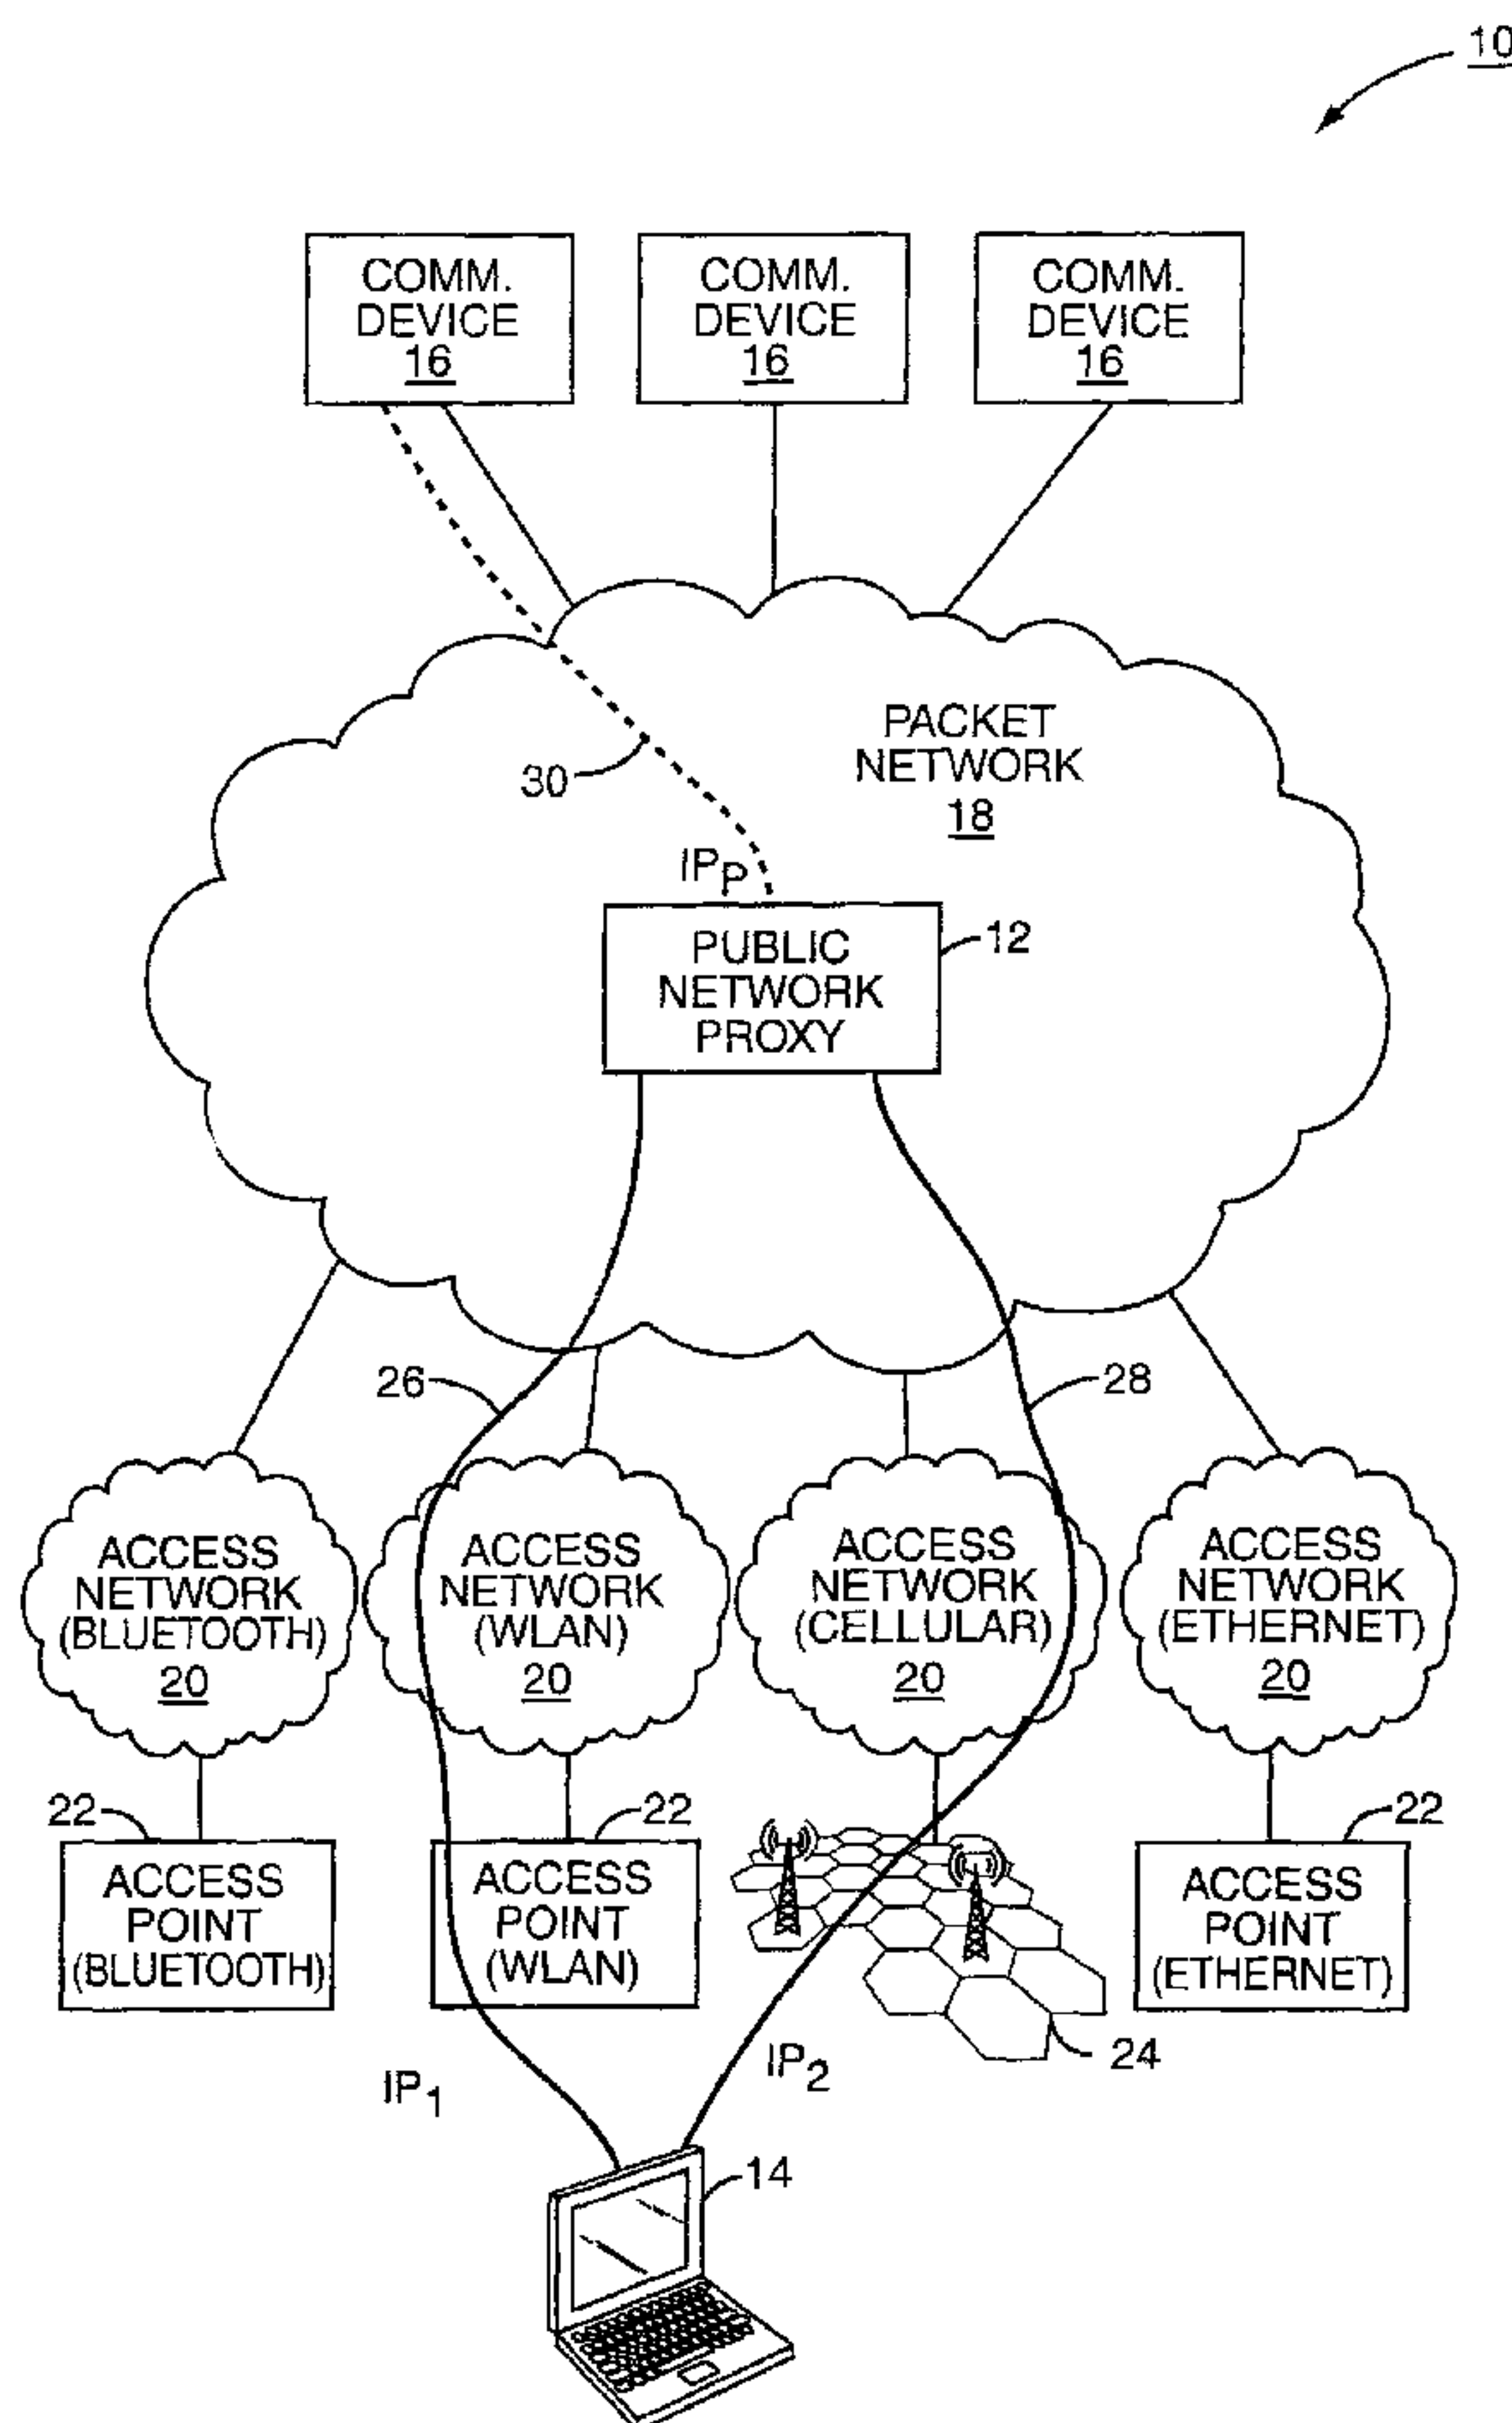 10
COMM.
DEVICE
16
COMM.
DEVICE
16
COMM.
DEVICE
16
PACKET
NETWORK
18
30
IPP
PUBLIC
NETWORK
PROXY
12
26
28
ACCESS
NETWORK
(BLUETOOTH)
20
ACCESS
NETWORK
(WLAN)
20
ACCESS
NETWORK
(CELLULAR)
20
ACCESS
NETWORK
(ETHERNET)
20
22
22
22
ACCESS
POINT
(BLUETOOTH)
ACCESS
POINT
(WLAN)
ACCESS
POINT
(ETHERNET)
24
IP1
IP2
14